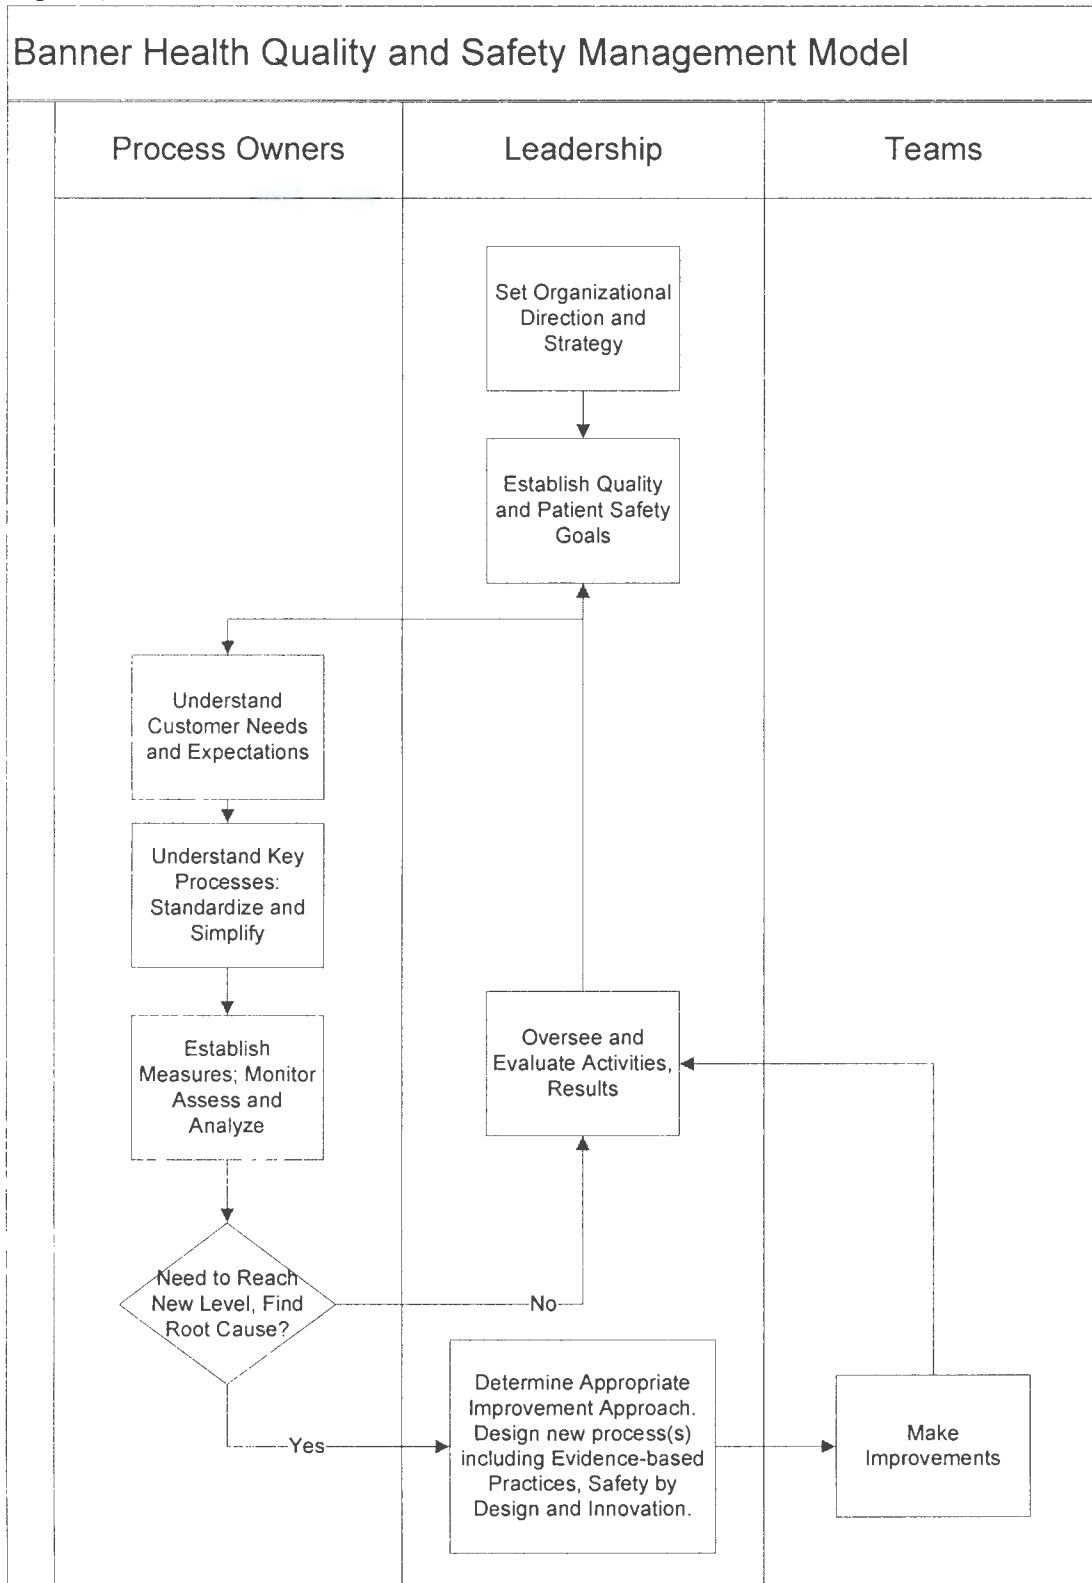 Banner Health Quality and Safety Management Model
Process Owners
Leadership
Teams
Set Organizational
Direction and
Strategy
Establish Quality
and Patient Safety
Goals
Understand
Customer Needs
and Expectations
Understand Key
Processes:
Standardize and
Simplify
Establish
Measures; Monitor
Assess and
Analyze
Oversee and
Evaluate Activities,
Results
Need to Reach
New Level, Find
Root Cause?
No
Yes
Determine Appropriate
Improvement Approach.
Design new process(s)
including Evidence-based
Practices, Safety by
Design and Innovation.
Make
Improvements